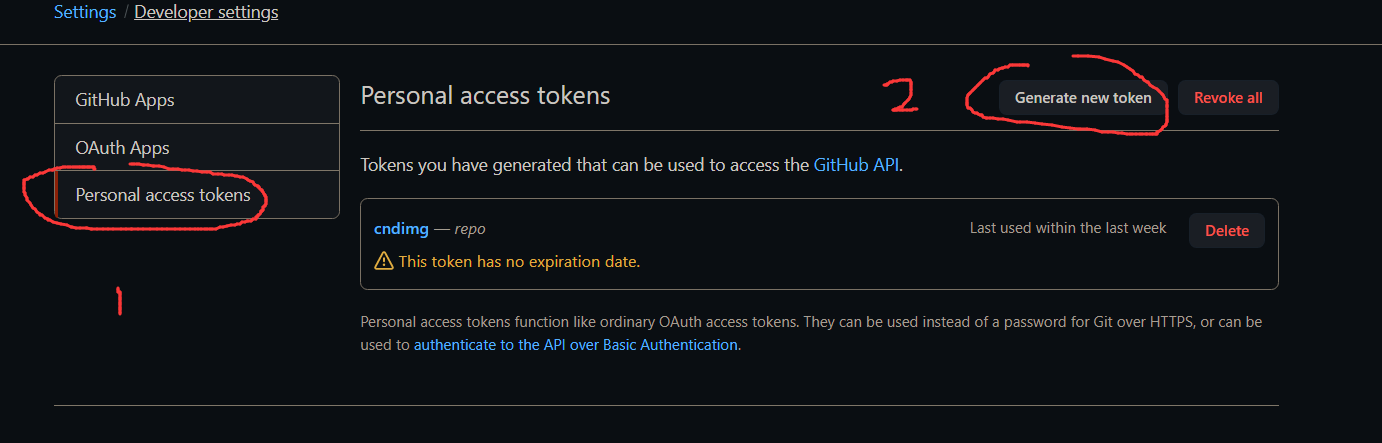 Settings / Developer settings
GitHub Apps
OAuth Apps
Personal access tokens
1
Personal access tokens
2
Generate new token
Revoke all
Tokens you have generated that can be used to access the GitHub API.
cndimg — repo
Last used within the last week
Delete
This token has no expiration date.
Personal access tokens function like ordinary OAuth access tokens. They can be used instead of a password for Git over HTTPS, or can be
used to authenticate to the API over Basic Authentication.